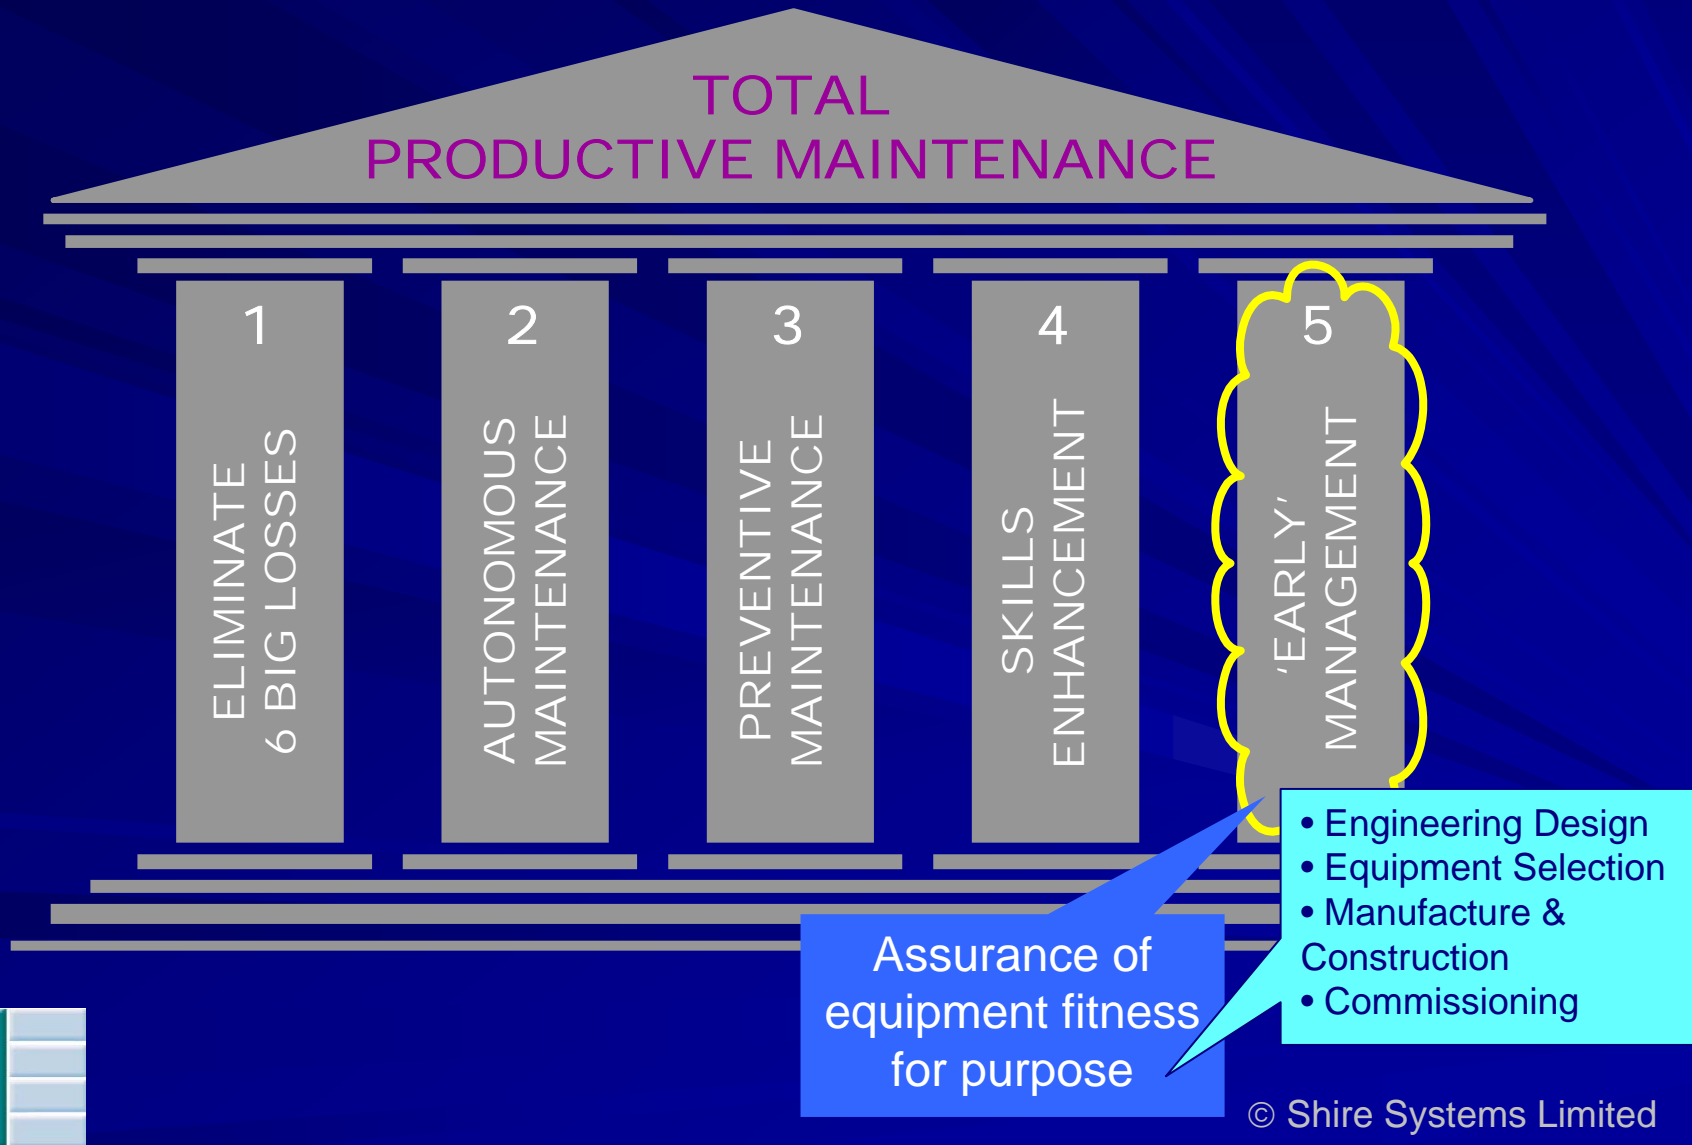 TOTAL
PRODUCTIVE MAINTENANCE
1
ELIMINATE
6 BIG LOSSES
2
AUTONOMOUS
MAINTENANCE
3
PREVENTIVE
MAINTENANCE
4
SKILLS
ENHANCEMENT
5
‘EARLY’
MANAGEMENT
Assurance of
equipment fitness
for purpose
• Engineering Design
• Equipment Selection
• Manufacture &
Construction
• Commissioning
© Shire Systems Limited